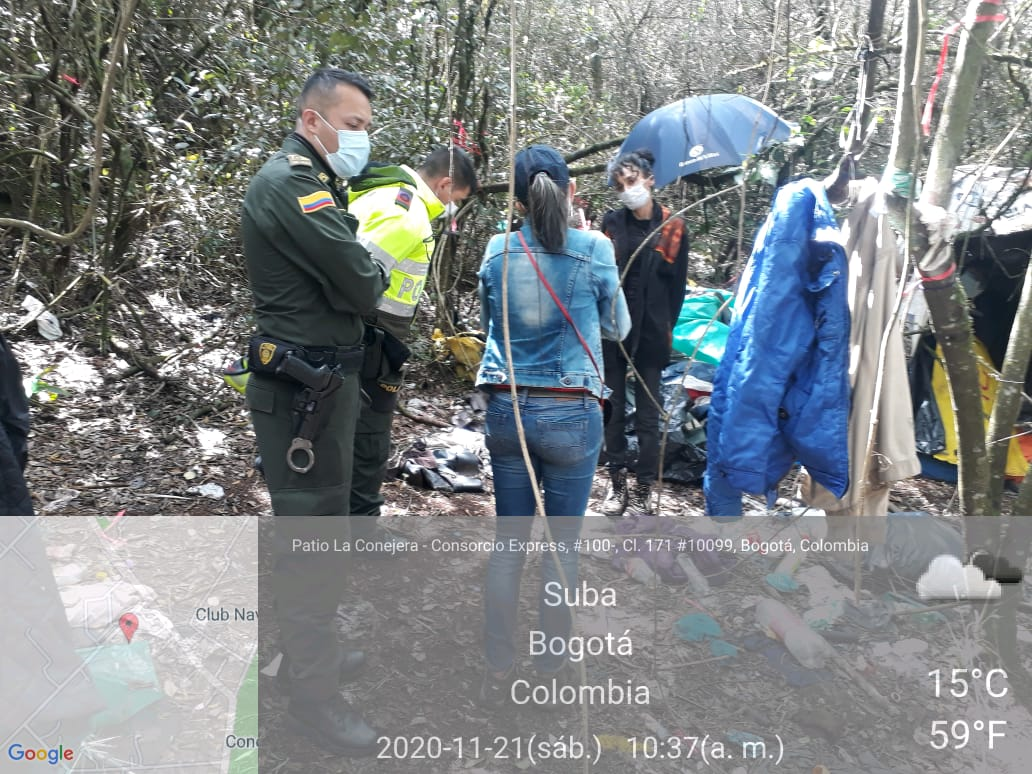 Patio La Conejera - Consorcio Express, #100-, Cl. 171 #10099, Bogotá, Colombia
Suba
Bogotá
Colombia
2020-11-21(sáb.) 10:37(a. m.)
15°C
59°F
Club Nav
Google